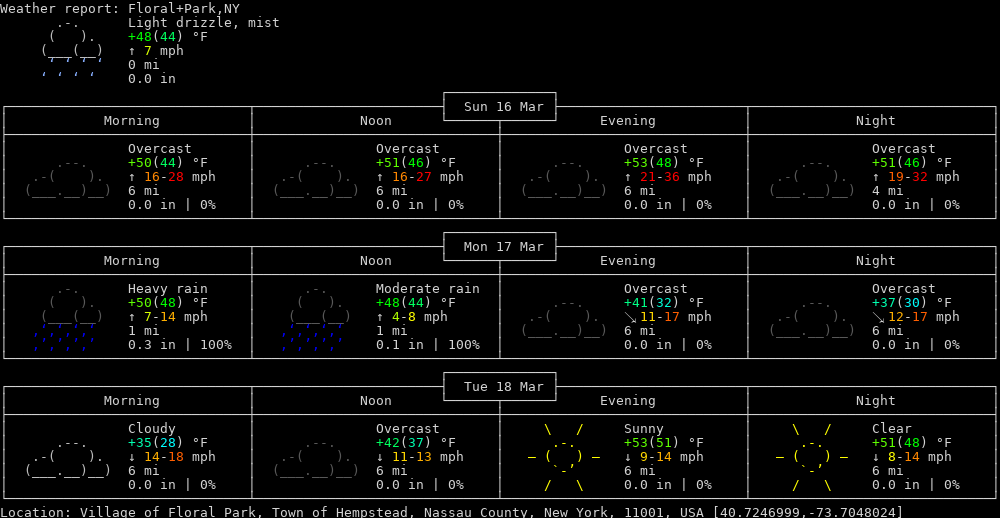 Weather report: Floral+Park,NY
Light drizzle, mist
+48(44) °F
↑ 7 mph
0 mi
0.0 in
Sun 16 Mar
Morning Noon Evening Night
Overcast Overcast Overcast Overcast
+50(44) °F +51(46) °F +53(48) °F +51(46) °F
↑ 16-28 mph ↑ 16-27 mph ↑ 21-36 mph ↑ 19-32 mph
6 mi 6 mi 6 mi 4 mi
0.0 in | 0% 0.0 in | 0% 0.0 in | 0% 0.0 in | 0%
Mon 17 Mar
Morning Noon Evening Night
Heavy rain Moderate rain Overcast Overcast
+50(48) °F +48(44) °F +41(32) °F +37(30) °F
↑ 7-14 mph ↑ 4-8 mph ↘ 11-17 mph ↘ 12-17 mph
1 mi 1 mi 6 mi 6 mi
0.3 in | 100% 0.1 in | 100% 0.0 in | 0% 0.0 in | 0%
Tue 18 Mar
Morning Noon Evening Night
Cloudy Overcast Sunny Clear
+35(28) °F +42(37) °F +53(51) °F +51(48) °F
↓ 14-18 mph ↓ 11-13 mph ↓ 9-14 mph ↓ 8-14 mph
6 mi 6 mi 6 mi 6 mi
0.0 in | 0% 0.0 in | 0% 0.0 in | 0% 0.0 in | 0%
Location: Village of Floral Park, Town of Hempstead, Nassau County, New York, 11001, USA [40.7246999,-73.7048024]